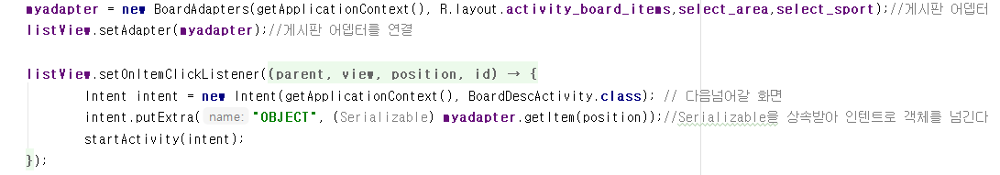 myadapter = new BoardAdapters(getApplicationContext(), R.layout.activity_board_items,select_area,select_sport);//게시판 어뎁터
listView.setAdapter(myadapter);//게시판 어뎁터를 연결
listView.setOnItemClickListener((parent, view, position, id) → {
Intent intent = new Intent(getApplicationContext(), BoardDescActivity.class); // 다음넘어갈 화면
intent.putExtra( name: "OBJECT", (Serializable) myadapter.getItem(position));//Serializable을 상속받아 인텐트로 객체를 넘긴다
startActivity(intent);
});